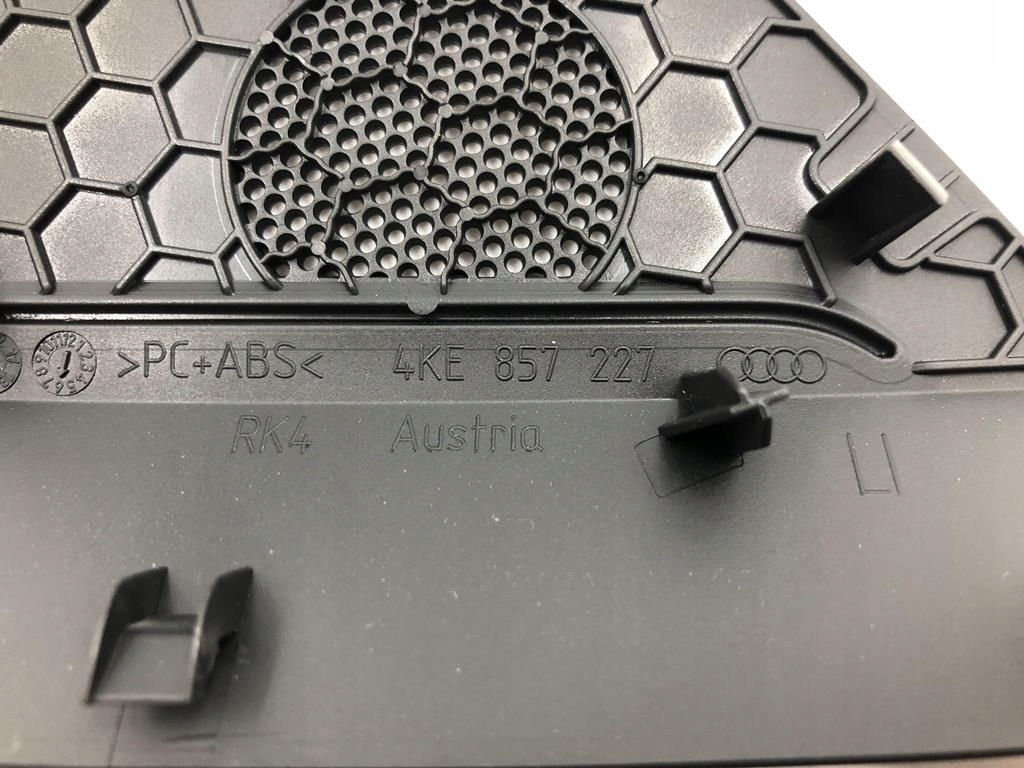 >PC+ABS< 4KE 857 227
RK4 Austria